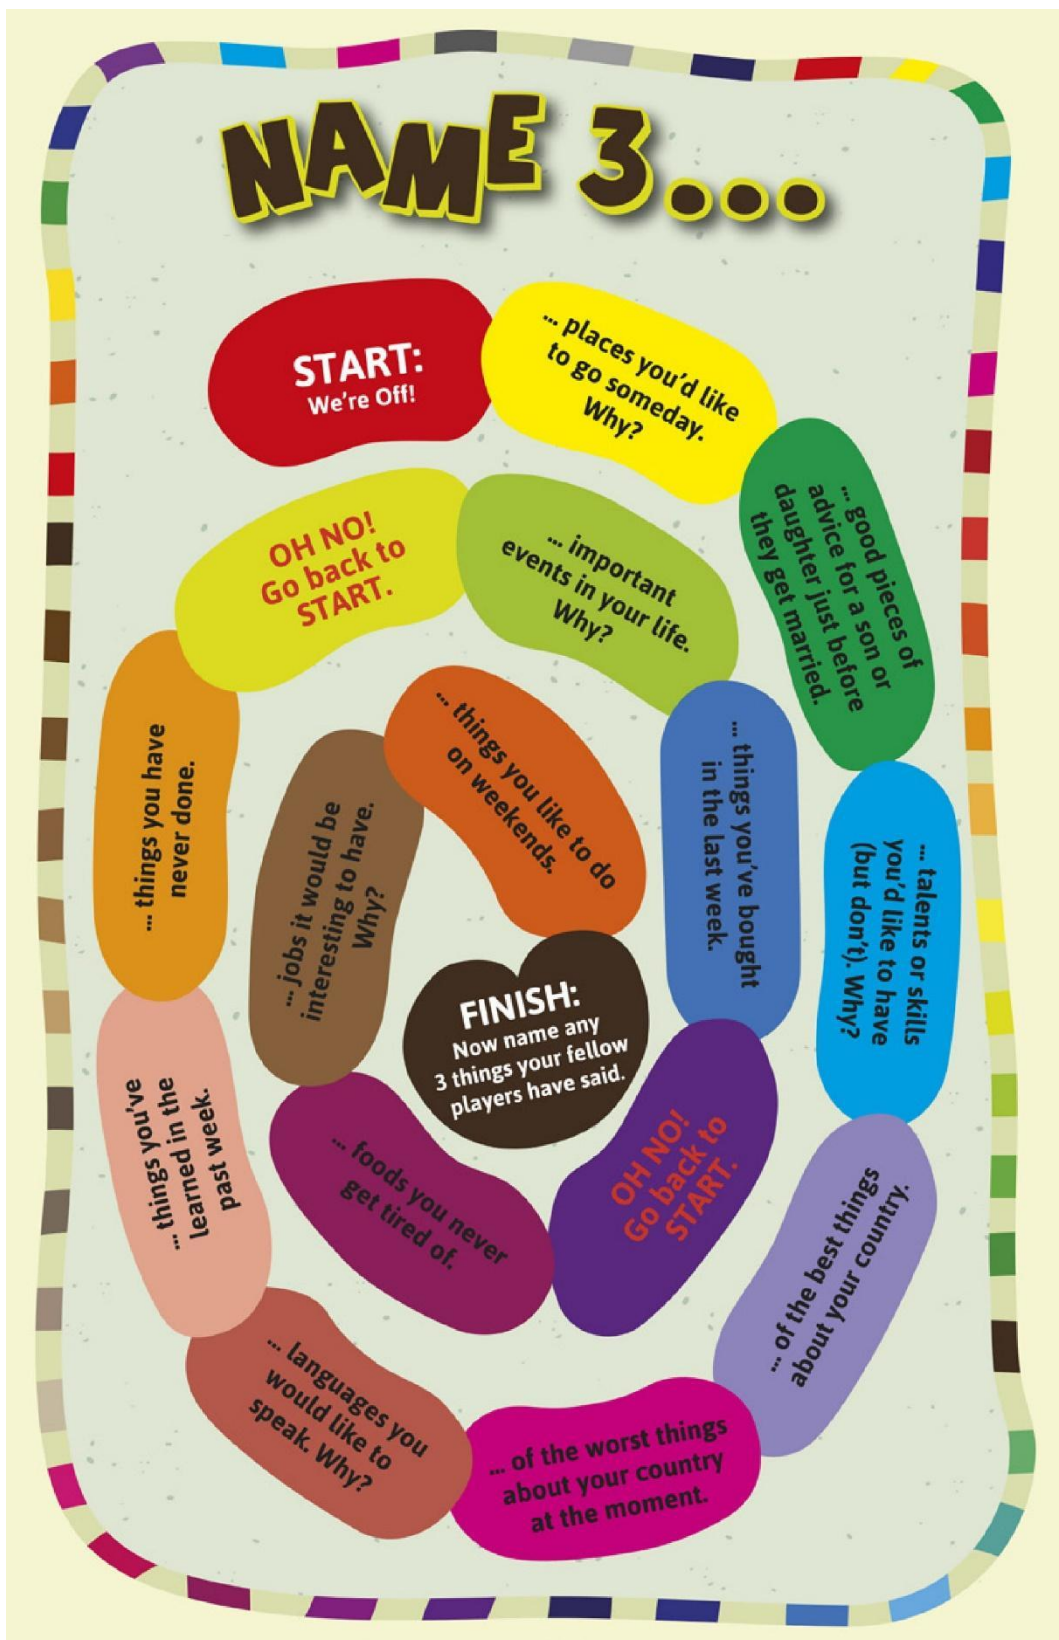 NAME 3...
START:
We're Off!
... places you'd like
to go someday.
Why?
... good pieces of
advice for a son or
daughter just before
they get married.
... talents or skills
you'd like to have
(but don't). Why?
... of the best things
about your country.
... of the worst things
about your country
at the moment.
... languages you
would like to
speak. Why?
... things you've
learned in the
past week.
... things you have
never done.
OH NO!
Go back to
START.
... important
events in your life.
Why?
... things you've bought
in the last week.
OH NO!
Go back to
START.
... foods you never
get tired of.
... jobs it would be
interesting to have.
Why?
... things you like to do
on weekends.
FINISH:
Now name any
3 things your fellow
players have said.